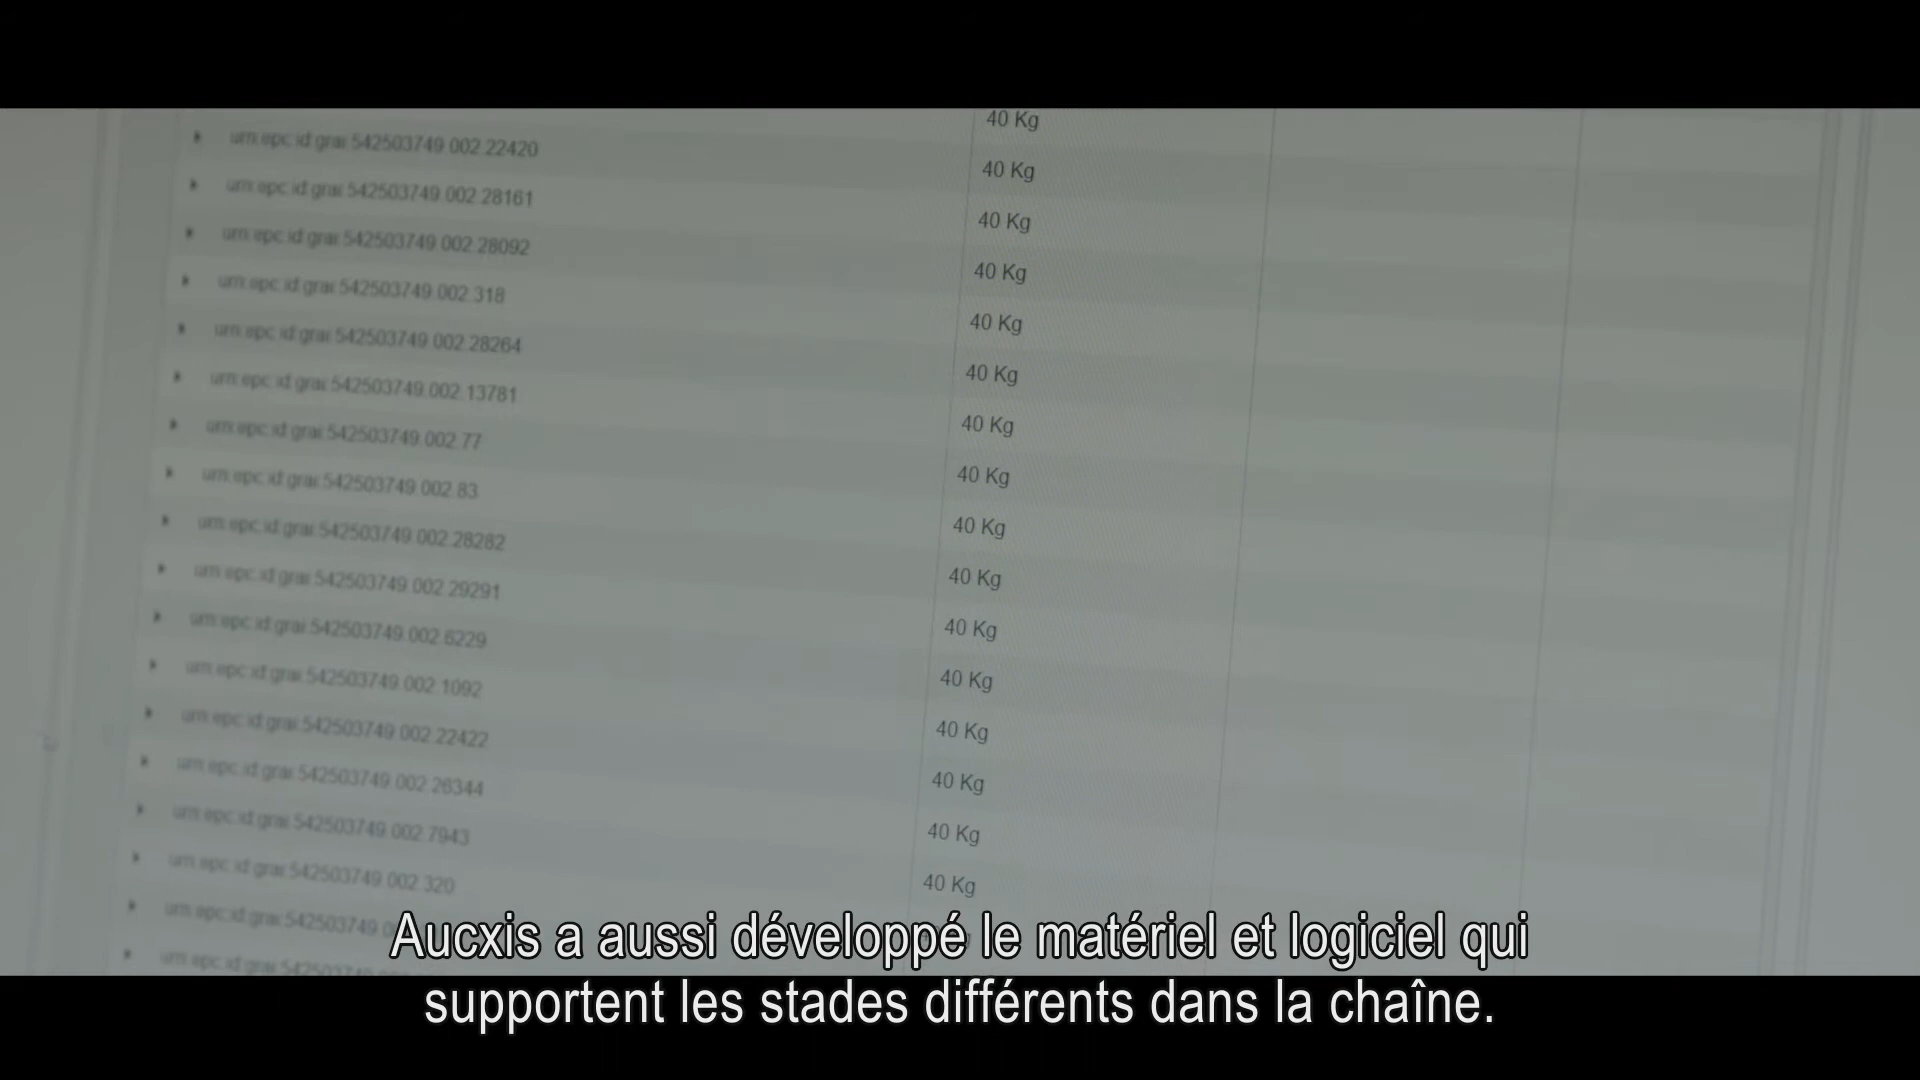 40 Kg
urn:epc:id:grai:542503749.002.22420 40 Kg
urn:epc:id:grai:542503749.002.28161 40 Kg
urn:epc:id:grai:542503749.002.28092 40 Kg
urn:epc:id:grai:542503749.002.318 40 Kg
urn:epc:id:grai:542503749.002.28264 40 Kg
urn:epc:id:grai:542503749.002.13781 40 Kg
urn:epc:id:grai:542503749.002.77 40 Kg
urn:epc:id:grai:542503749.002.83 40 Kg
urn:epc:id:grai:542503749.002.28282 40 Kg
urn:epc:id:grai:542503749.002.29291 40 Kg
urn:epc:id:grai:542503749.002.6229 40 Kg
urn:epc:id:grai:542503749.002.1092 40 Kg
urn:epc:id:grai:542503749.002.22422 40 Kg
urn:epc:id:grai:542503749.002.26344 40 Kg
urn:epc:id:grai:542503749.002.7943 40 Kg
urn:epc:id:grai:542503749.002.320
Aucxis a aussi développé le matériel et logiciel qui
supportent les stades différents dans la chaîne.